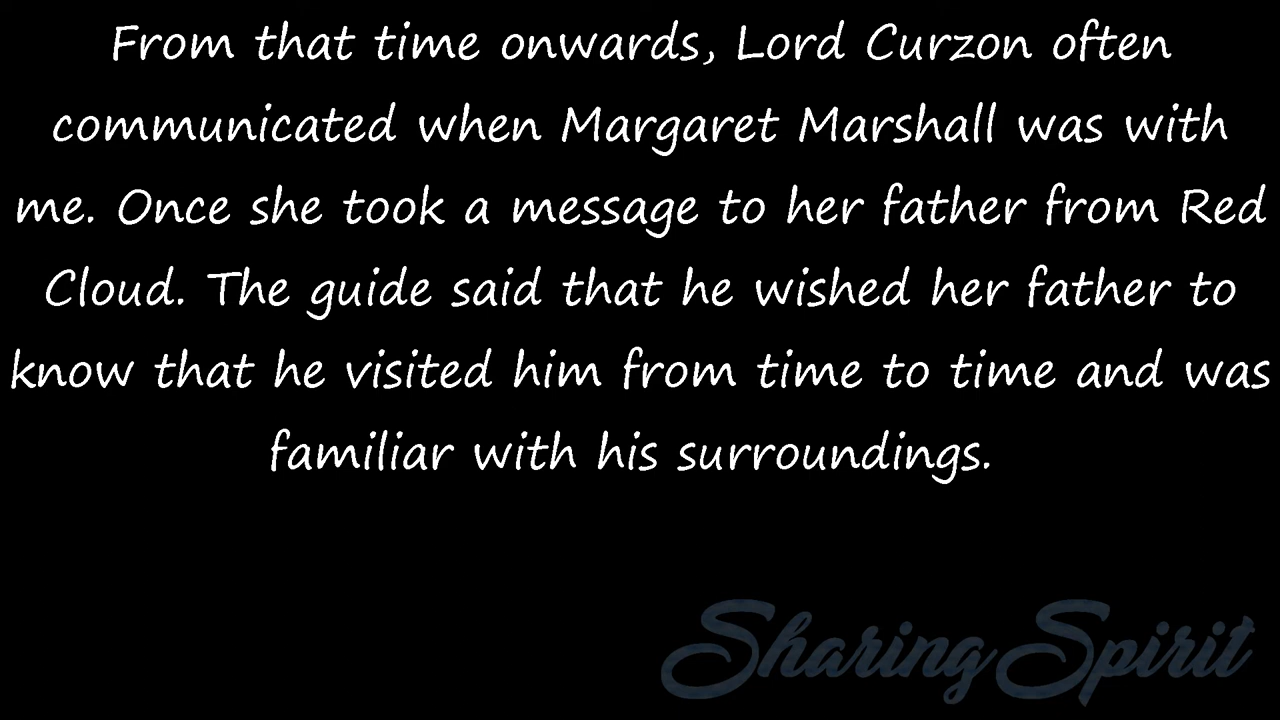 From that time onwards, Lord Curzon often
communicated when Margaret Marshall was with
me. Once she took a message to her father from Red
Cloud. The guide said that he wished her father to
know that he visited him from time to time and was
familiar with his surroundings.
SharingSpirit